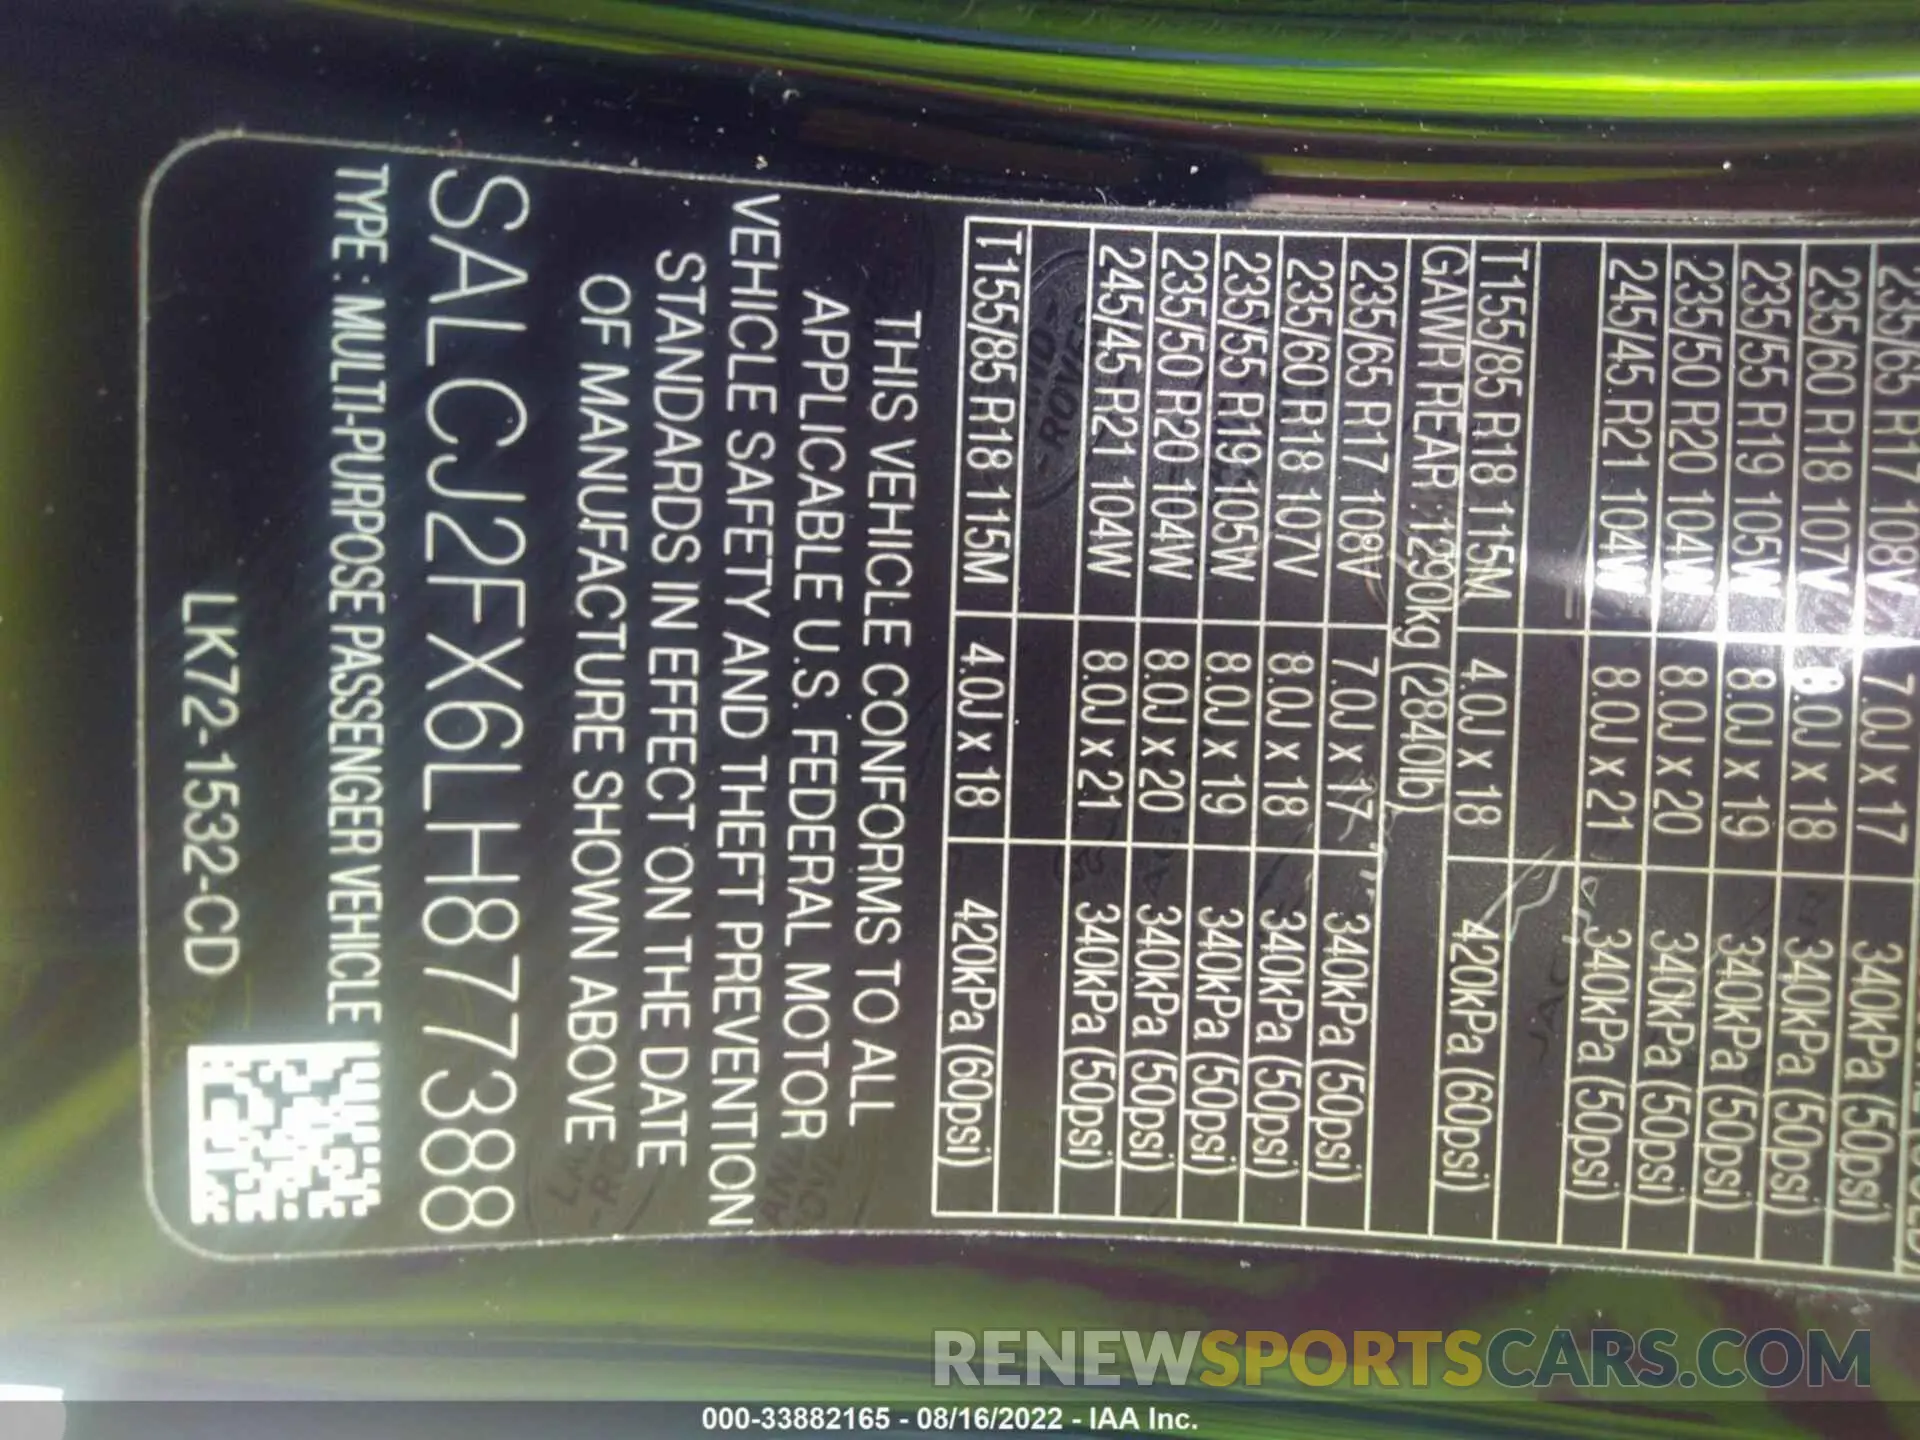 235/65 R17 108V 7.0J x 17 340kPa (50psi)
235/60 R18 107V 8.0J x 18 340kPa (50psi)
235/55 R19 105W 8.0J x 19 340kPa (50psi)
235/50 R20 104W 8.0J x 20 340kPa (50psi)
245/45 R21 104W 8.0J x 21 340kPa (50psi)
T155/85 R18 115M 4.0J x 18 420kPa (60psi)
GAWR REAR :1290kg (2840lb)
235/65 R17 108V 7.0J x 17 340kPa (50psi)
235/60 R18 107V 8.0J x 18 340kPa (50psi)
235/55 R19 105W 8.0J x 19 340kPa (50psi)
235/50 R20 104W 8.0J x 20 340kPa (50psi)
245/45 R21 104W 8.0J x 21 340kPa (50psi)
T155/85 R18 115M 4.0J x 18 420kPa (60psi)
THIS VEHICLE CONFORMS TO ALL
APPLICABLE U.S. FEDERAL MOTOR
VEHICLE SAFETY AND THEFT PREVENTION
STANDARDS IN EFFECT ON THE DATE
OF MANUFACTURE SHOWN ABOVE
SALCJ2FX6LH877388
TYPE : MULTI-PURPOSE PASSENGER VEHICLE
LK72-1532-CD
RENEWSPORTSCARS.COM
000-33882165 - 08/16/2022 - IAA Inc.